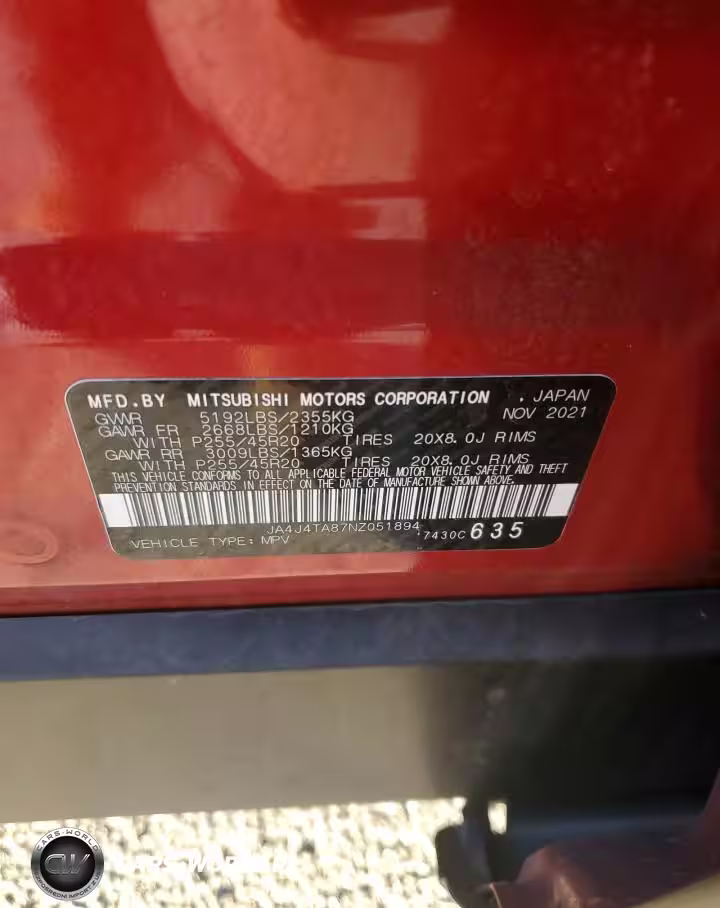 MFD.BY MITSUBISHI MOTORS CORPORATION . JAPAN
GVWR 5192LBS/2355KG NOV 2021
GAWR FR 2668LBS/1210KG
WITH P255/45R20 TIRES 20X8.0J RIMS
GAWR RR 3009LBS/1365KG
WITH P255/45R20 TIRES 20X8.0J RIMS
THIS VEHICLE CONFORMS TO ALL APPLICABLE FEDERAL MOTOR VEHICLE SAFETY AND THEFT
PREVENTION STANDARDS IN EFFECT ON THE DATE OF MANUFACTURE SHOWN ABOVE.
JA4J4TA87NZ051894
VEHICLE TYPE: MPV 7430C 635
CARS-WORLD
CW